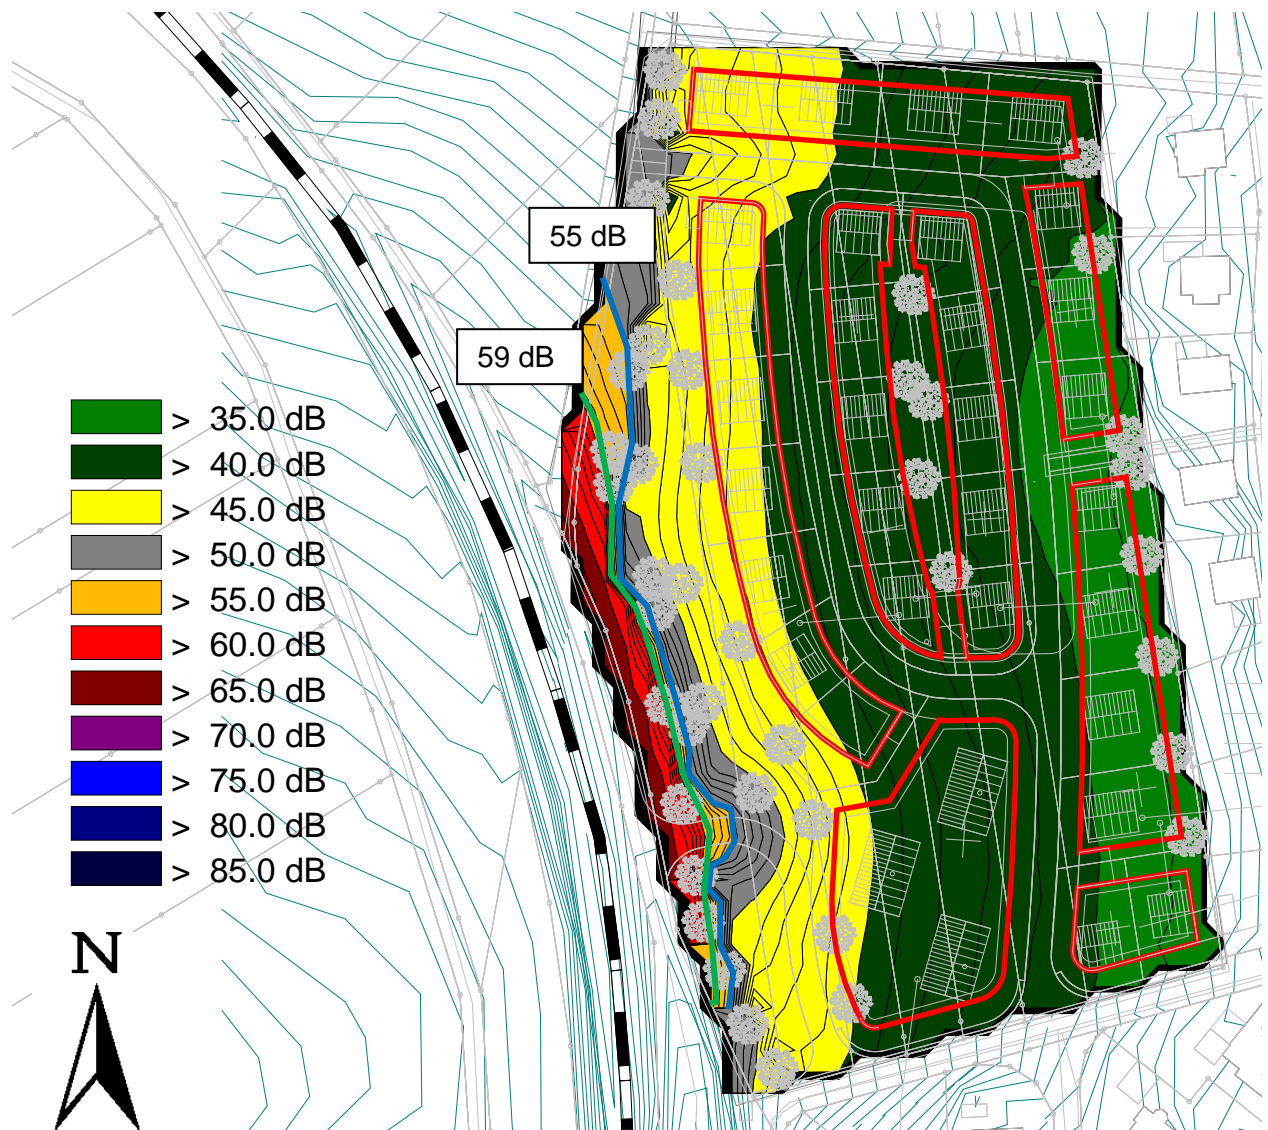 55 dB
59 dB
> 35.0 dB
> 40.0 dB
> 45.0 dB
> 50.0 dB
> 55.0 dB
> 60.0 dB
> 65.0 dB
> 70.0 dB
> 75.0 dB
> 80.0 dB
> 85.0 dB
N